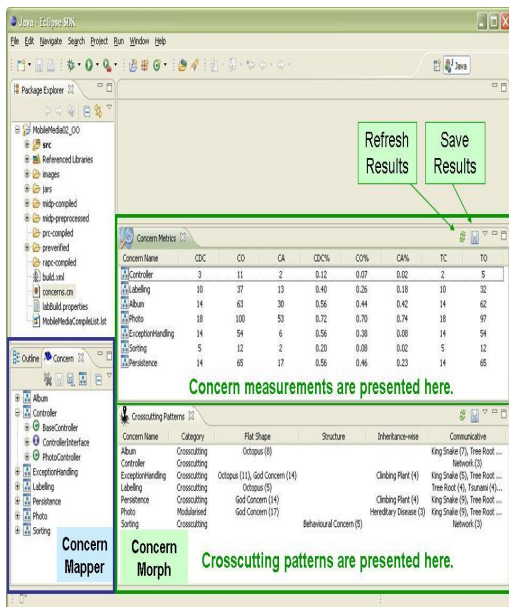 Java - Eclipse SDK
File Edit Navigate Search Project Run Window Help
Java
Package Explorer
MobileMedia02_OO
src
Referenced Libraries
images
jars
midp-compiled
midp-preprocessed
prc-compiled
preverified
rapc-compiled
build.xml
concerns.cm
labBuild.properties
MobileMediaCompileList.lst
Refresh Results
Save Results
Concern Metrics
Concern Name CDC CO CA CDC% CO% CA% TC TO
Controller 3 11 2 0.12 0.07 0.02 2 5
Labelling 10 37 13 0.40 0.26 0.18 10 32
Album 14 63 30 0.56 0.44 0.42 14 62
Photo 18 100 53 0.72 0.70 0.74 18 97
ExceptionHandling 14 54 6 0.56 0.38 0.08 14 54
Sorting 5 12 2 0.20 0.08 0.02 5 12
Persistence 14 65 17 0.56 0.46 0.23 14 65
Concern measurements are presented here.
Outline Concern
Album
Controller
BaseController
ControllerInterface
PhotoController
ExceptionHandling
Labelling
Persistence
Photo
Sorting
Concern Mapper
Crosscutting Patterns
Concern Name Category Flat Shape Structure Inheritance-wise Communicative
Album Crosscutting Octopus (8) King Snake (7), Tree Root ...
Controller Crosscutting Network (3)
ExceptionHandling Crosscutting Octopus (11), God Concern (14) Climbing Plant (4) King Snake (5), Tree Root ...
Labelling Crosscutting Octopus (5) Tree Root (4), Tsunami (4)...
Persistence Crosscutting God Concern (14) Climbing Plant (4) King Snake (9), Tree Root ...
Photo Modularised God Concern (17) Hereditary Disease (3) King Snake (9), Tree Root ...
Sorting Crosscutting Behavioural Concern (5) Network (3)
Concern Morph
Crosscutting patterns are presented here.